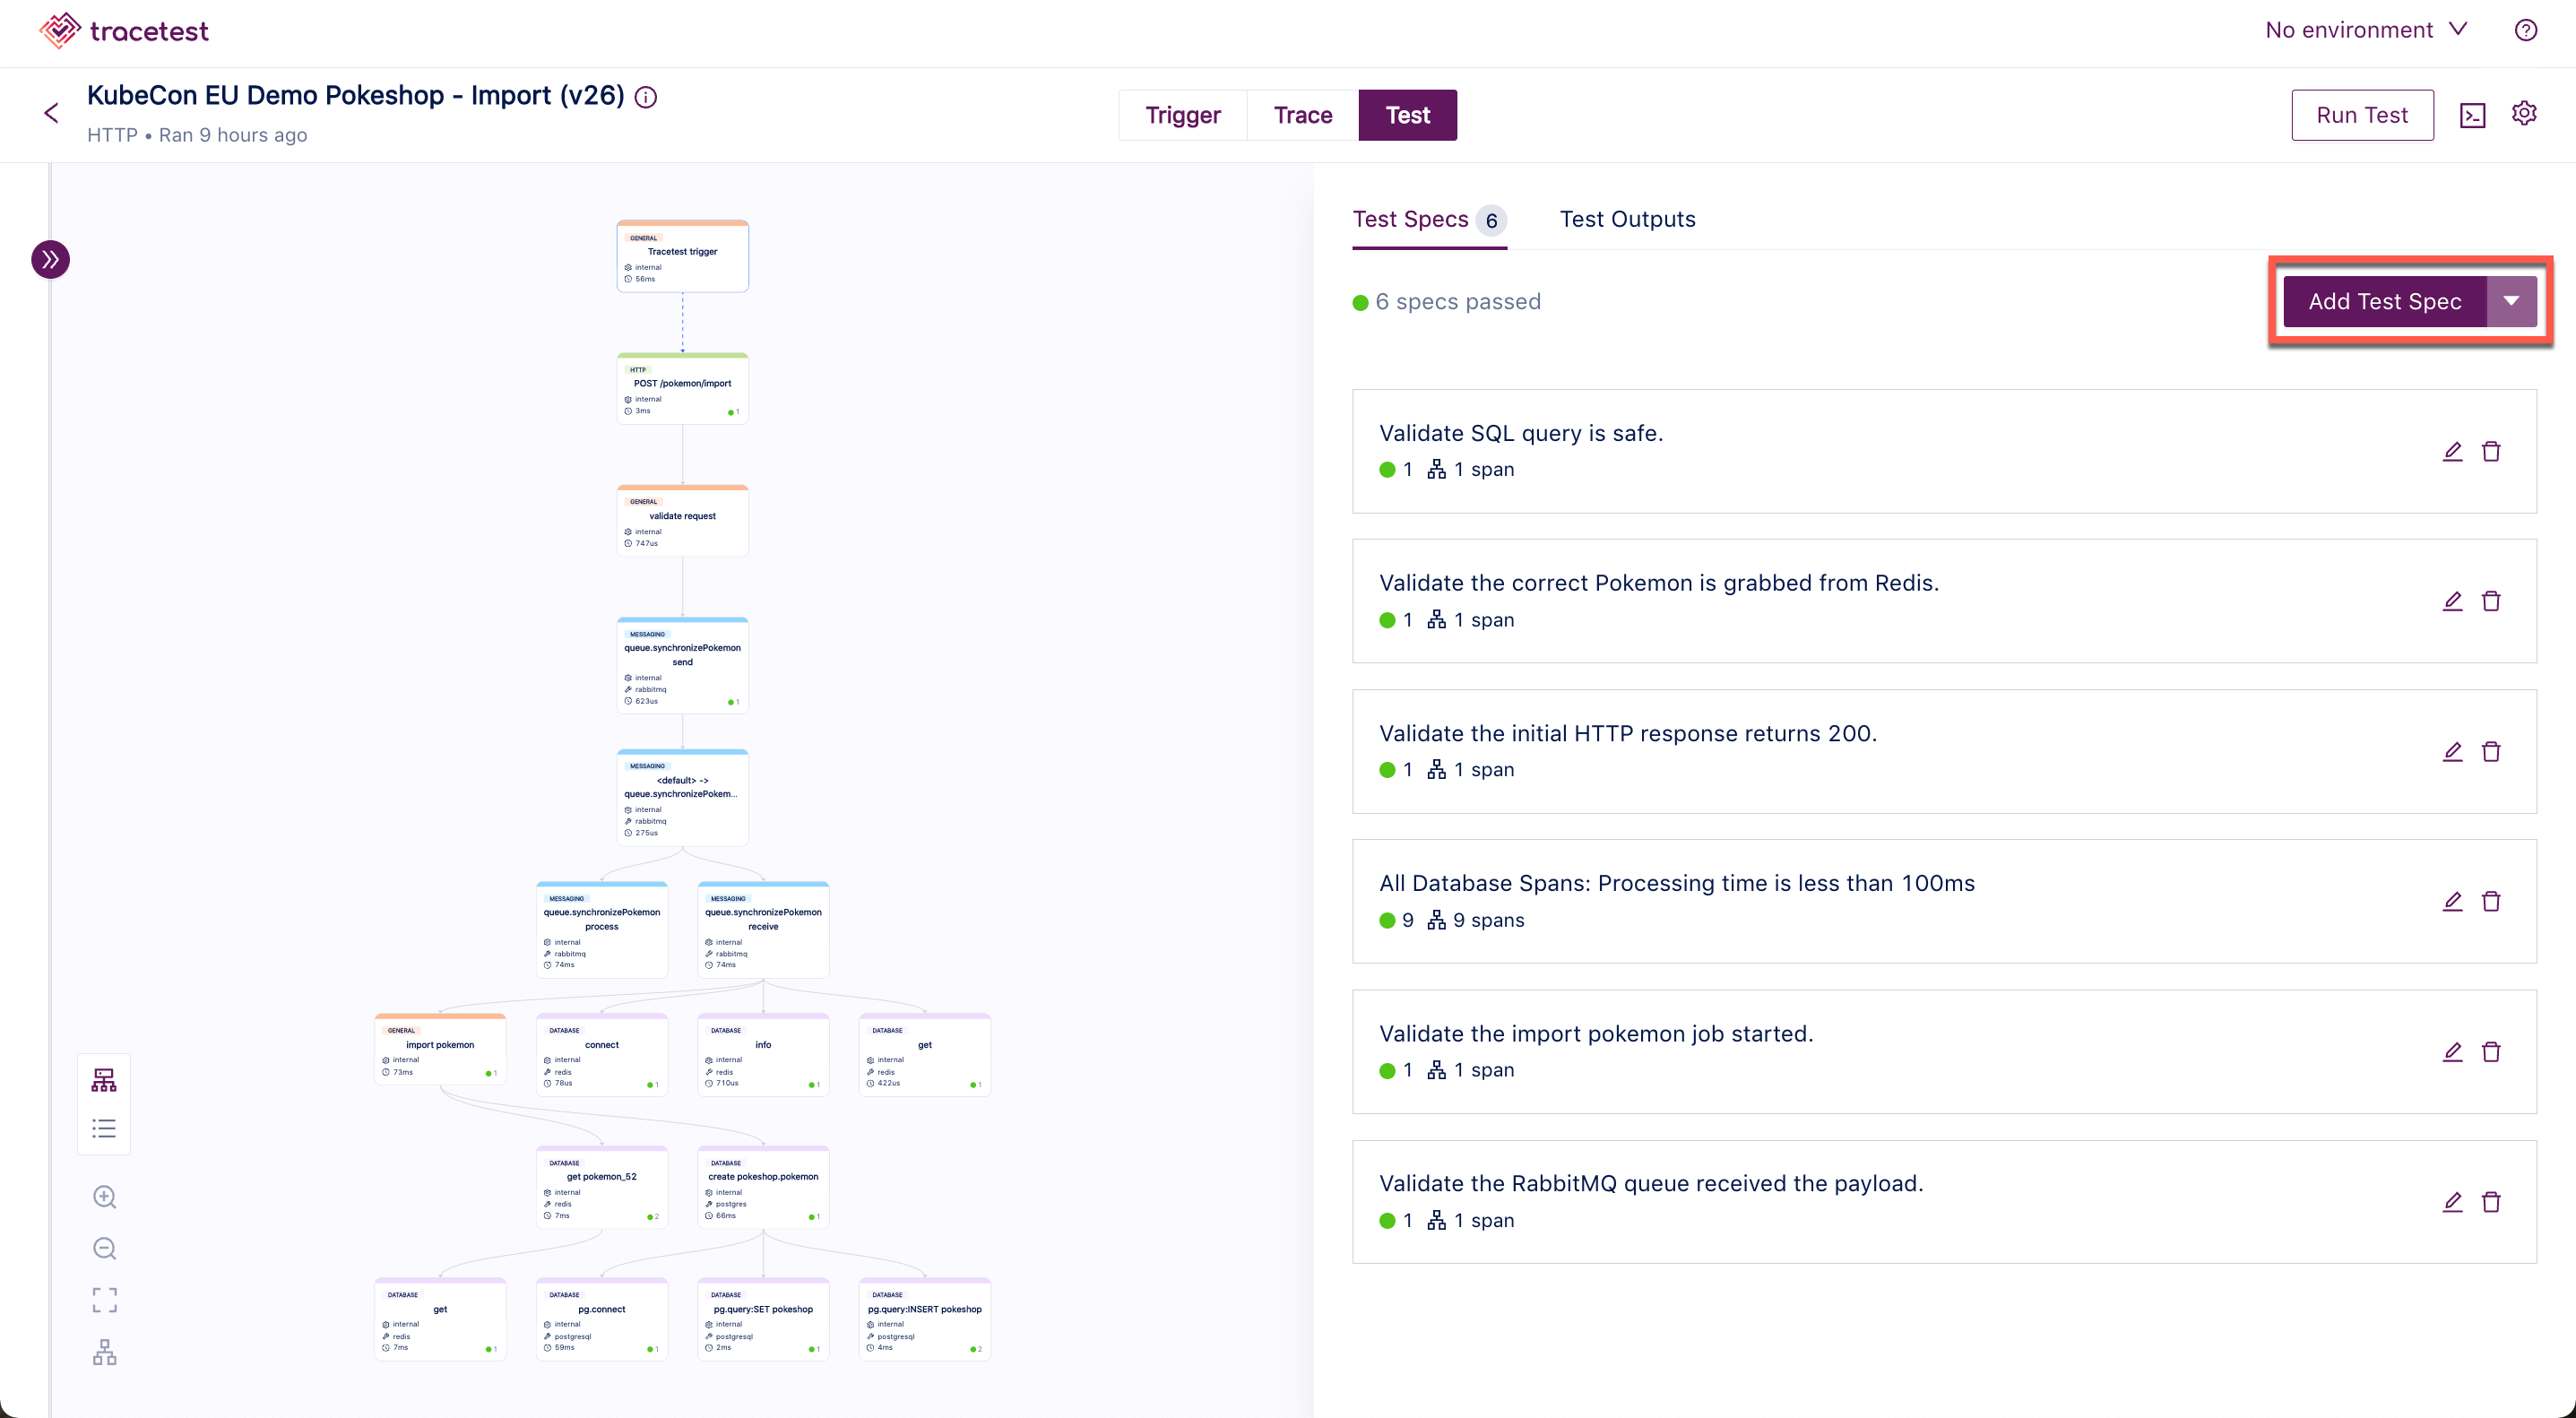 tracetest
No environment
KubeCon EU Demo Pokeshop - Import (v26)
HTTP • Ran 9 hours ago
Trigger
Trace
Test
Run Test
GENERAL
Tracetest trigger
internal
56ms
HTTP
POST /pokemon/import
internal
3ms
1
GENERAL
validate request
internal
747us
MESSAGING
queue.synchronizePokemon
send
internal
rabbitmq
623us
1
MESSAGING
<default> ->
queue.synchronizePokem...
internal
rabbitmq
275us
MESSAGING
queue.synchronizePokemon
process
internal
rabbitmq
74ms
MESSAGING
queue.synchronizePokemon
receive
internal
rabbitmq
74ms
GENERAL
import pokemon
internal
73ms
1
DATABASE
connect
internal
redis
78us
1
DATABASE
info
internal
redis
710us
1
DATABASE
get
internal
redis
422us
1
DATABASE
get pokemon_52
internal
redis
7ms
2
DATABASE
create pokeshop.pokemon
internal
postgres
66ms
1
DATABASE
get
internal
redis
7ms
1
DATABASE
pg.connect
internal
postgresql
59ms
1
DATABASE
pg.query:SET pokeshop
internal
postgresql
2ms
1
DATABASE
pg.query:INSERT pokeshop
internal
postgresql
4ms
2
Test Specs 6
Test Outputs
6 specs passed
Add Test Spec
Validate SQL query is safe.
1 1 span
Validate the correct Pokemon is grabbed from Redis.
1 1 span
Validate the initial HTTP response returns 200.
1 1 span
All Database Spans: Processing time is less than 100ms
9 9 spans
Validate the import pokemon job started.
1 1 span
Validate the RabbitMQ queue received the payload.
1 1 span